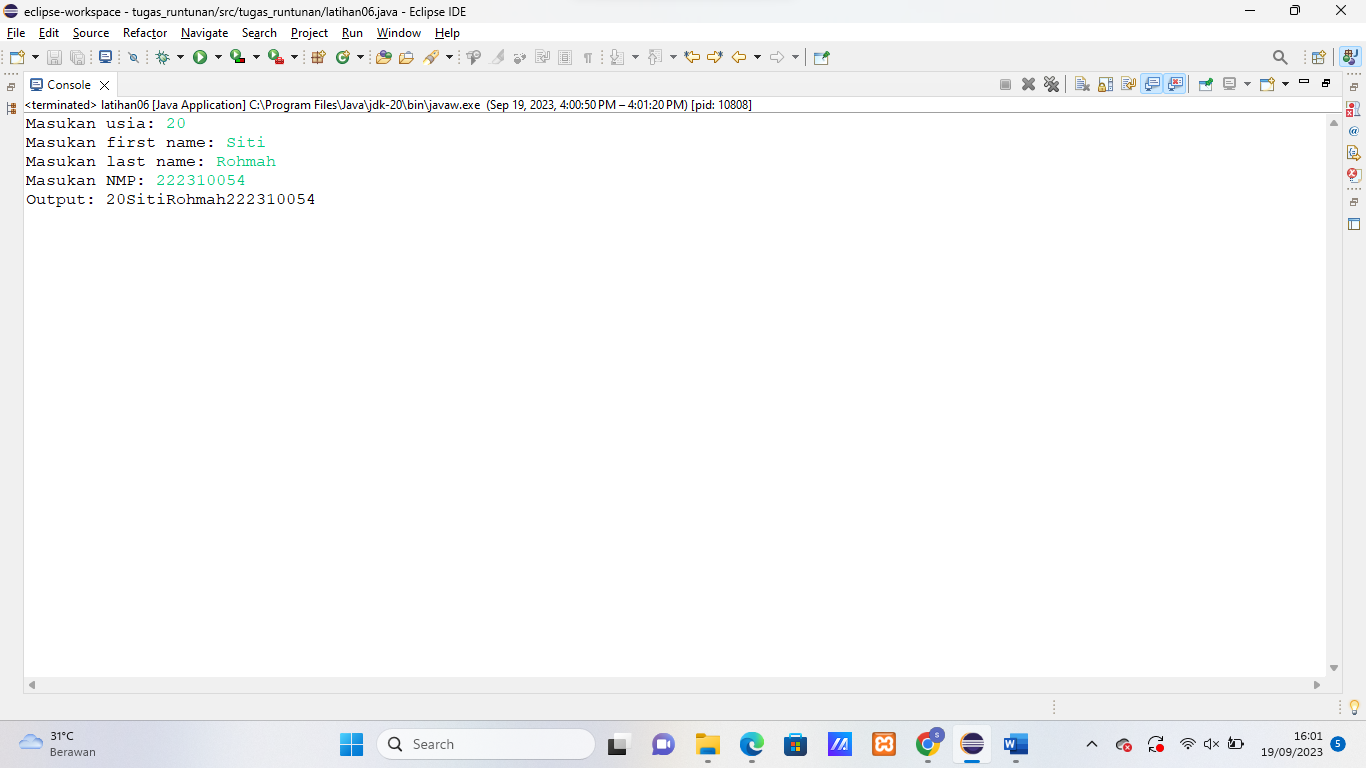 eclipse-workspace - tugas_runtunan/src/tugas_runtunan/latihan06.java - Eclipse IDE
File Edit Source Refactor Navigate Search Project Run Window Help
Console
<terminated> latihan06 [Java Application] C:\Program Files\Java\jdk-20\bin\javaw.exe (Sep 19, 2023, 4:00:50 PM – 4:01:20 PM) [pid: 10808]
Masukan usia: 20
Masukan first name: Siti
Masukan last name: Rohmah
Masukan NMP: 222310054
Output: 20SitiRohmah222310054
31°C
Berawan
Search
S
16:01
19/09/2023
5